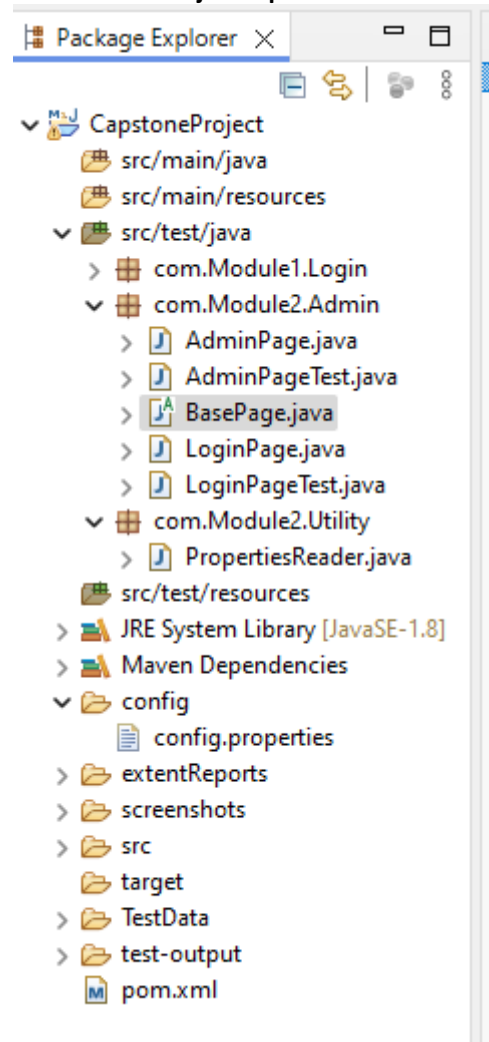 Package Explorer
CapstoneProject
src/main/java
src/main/resources
src/test/java
com.Module1.Login
com.Module2.Admin
AdminPage.java
AdminPageTest.java
BasePage.java
LoginPage.java
LoginPageTest.java
com.Module2.Utility
PropertiesReader.java
src/test/resources
JRE System Library [JavaSE-1.8]
Maven Dependencies
config
config.properties
extentReports
screenshots
src
target
TestData
test-output
pom.xml